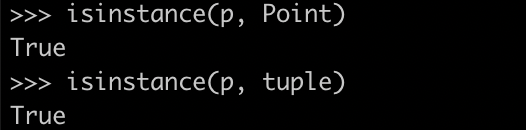 >>> isinstance(p, Point)
True
>>> isinstance(p, tuple)
True